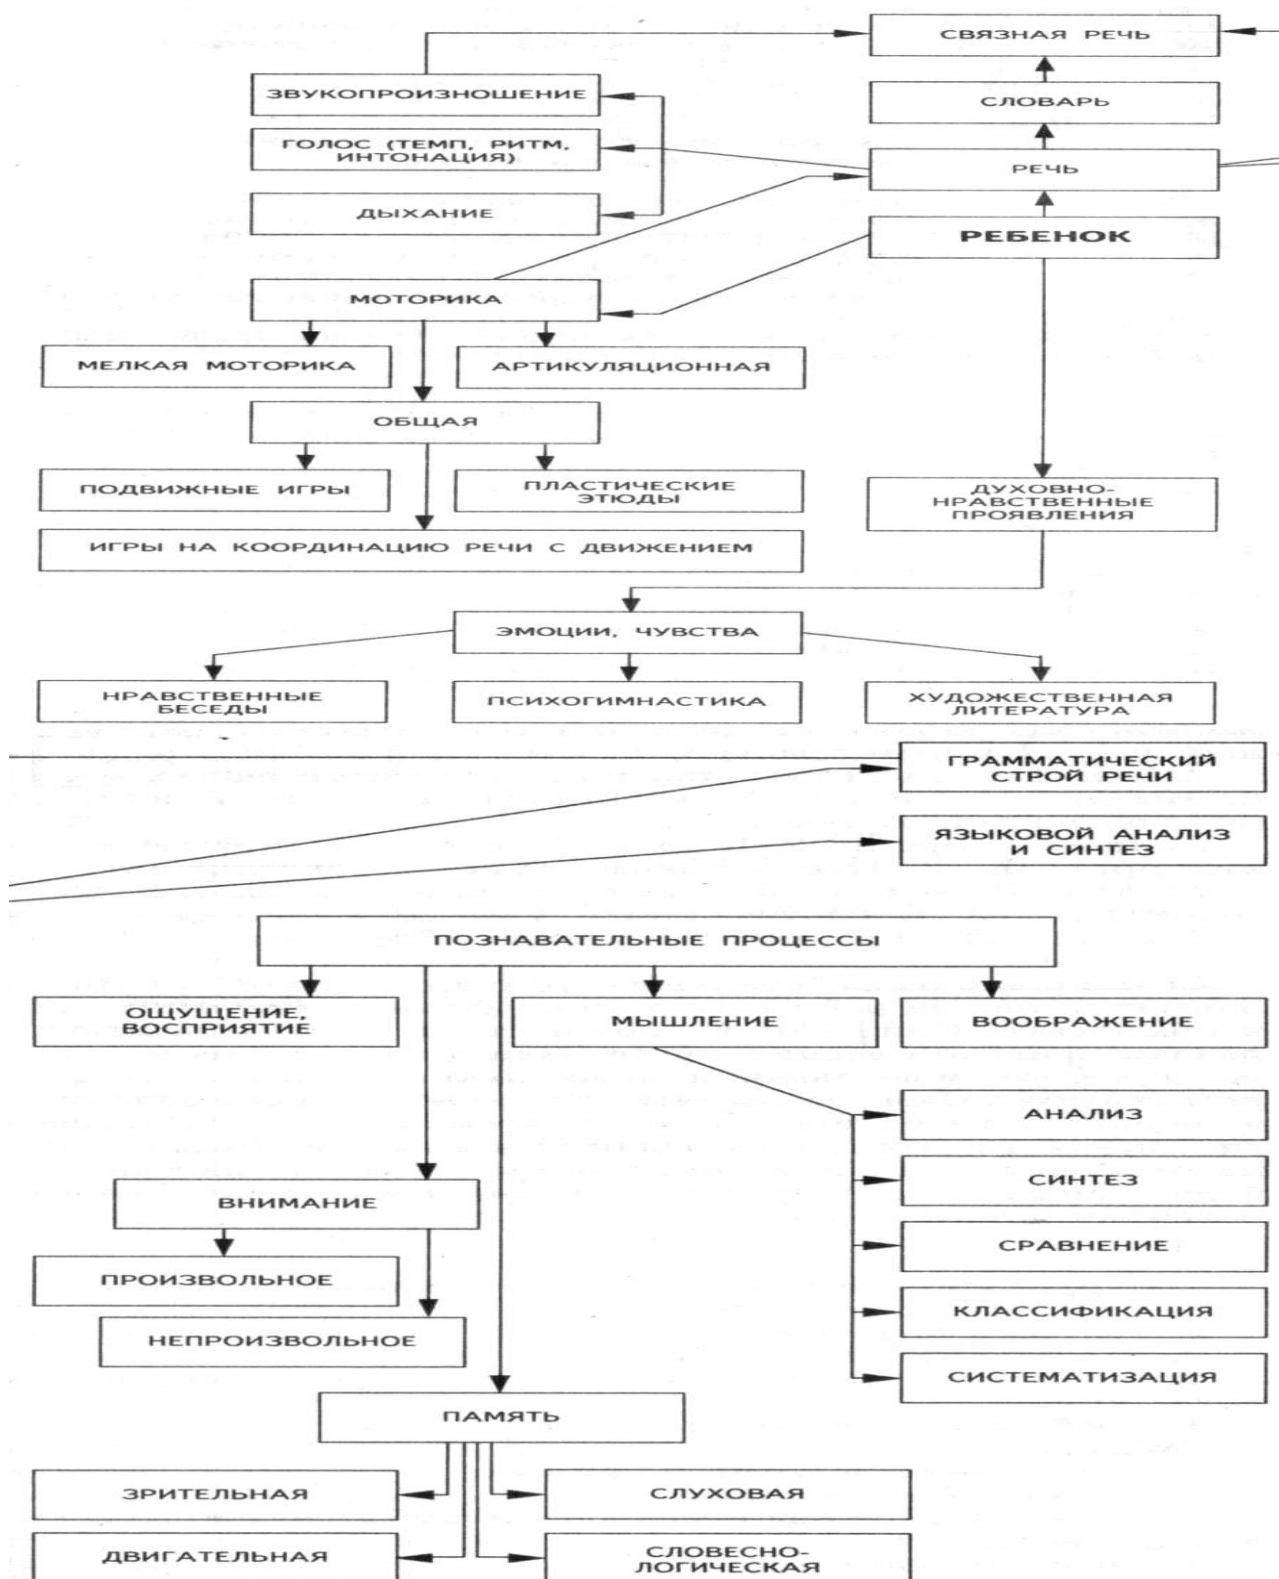 СВЯЗНАЯ РЕЧЬ
ЗВУКОПРОИЗНОШЕНИЕ
СЛОВАРЬ
ГОЛОС (ТЕМП, РИТМ,
ИНТОНАЦИЯ)
РЕЧЬ
ДЫХАНИЕ
РЕБЕНОК
МОТОРИКА
МЕЛКАЯ МОТОРИКА
АРТИКУЛЯЦИОННАЯ
ОБЩАЯ
ПОДВИЖНЫЕ ИГРЫ
ПЛАСТИЧЕСКИЕ
ЭТЮДЫ
ДУХОВНО-
НРАВСТВЕННЫЕ
ПРОЯВЛЕНИЯ
ИГРЫ НА КООРДИНАЦИЮ РЕЧИ С ДВИЖЕНИЕМ
ЭМОЦИИ, ЧУВСТВА
НРАВСТВЕННЫЕ
БЕСЕДЫ
ПСИХОГИМНАСТИКА
ХУДОЖЕСТВЕННАЯ
ЛИТЕРАТУРА
ГРАММАТИЧЕСКИЙ
СТРОЙ РЕЧИ
ЯЗЫКОВОЙ АНАЛИЗ
И СИНТЕЗ
ПОЗНАВАТЕЛЬНЫЕ ПРОЦЕССЫ
ОЩУЩЕНИЕ,
ВОСПРИЯТИЕ
МЫШЛЕНИЕ
ВООБРАЖЕНИЕ
АНАЛИЗ
СИНТЕЗ
ВНИМАНИЕ
СРАВНЕНИЕ
ПРОИЗВОЛЬНОЕ
КЛАССИФИКАЦИЯ
НЕПРОИЗВОЛЬНОЕ
СИСТЕМАТИЗАЦИЯ
ПАМЯТЬ
ЗРИТЕЛЬНАЯ
СЛУХОВАЯ
ДВИГАТЕЛЬНАЯ
СЛОВЕСНО-
ЛОГИЧЕСКАЯ